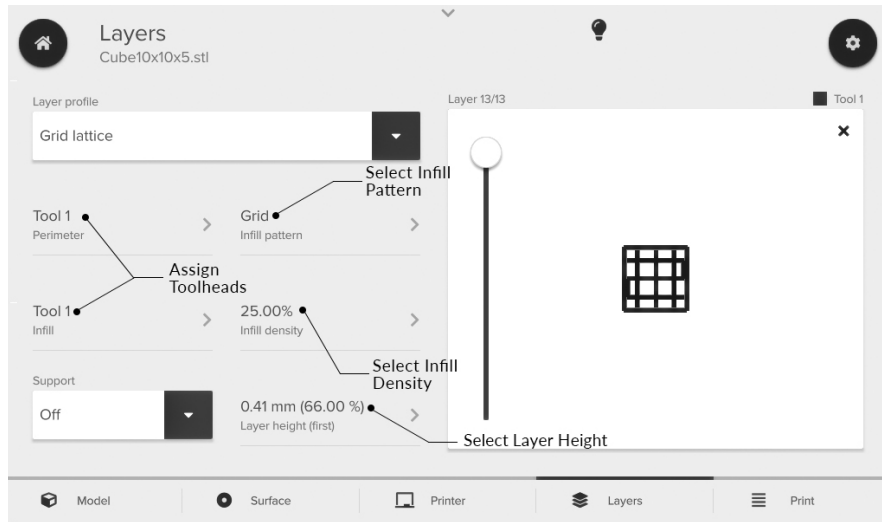 Layers
Cube10x10x5.stl
Layer profile
Grid lattice
Layer 13/13
Tool 1
Select Infill
Pattern
Tool 1
Perimeter
Grid
Infill pattern
Assign
Toolheads
Tool 1
Infill
25.00%
Infill density
Select Infill
Density
Support
Off
0.41 mm (66.00 %)
Layer height (first)
Select Layer Height
Model
Surface
Printer
Layers
Print